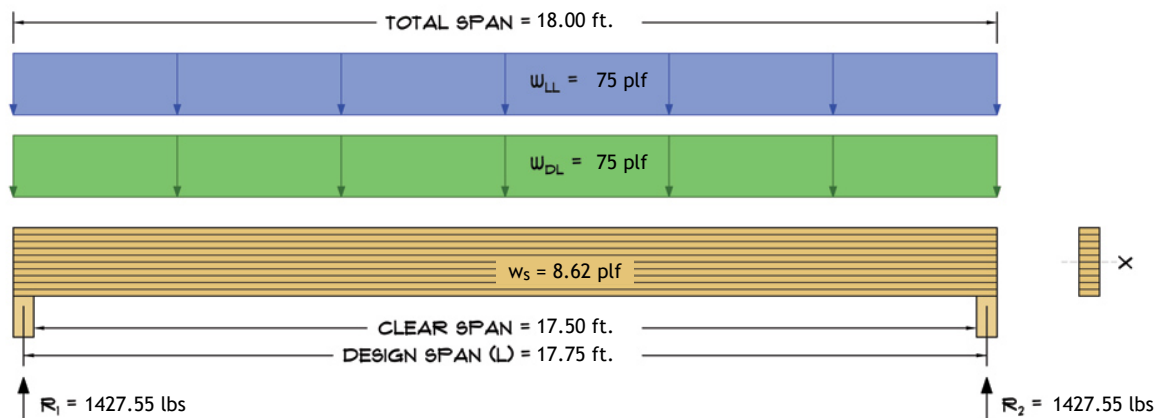 TOTAL SPAN = 18.00 ft.
wLL = 75 plf
wDL = 75 plf
wS = 8.62 plf
X
CLEAR SPAN = 17.50 ft.
DESIGN SPAN (L) = 17.75 ft.
R1 = 1427.55 lbs
R2 = 1427.55 lbs